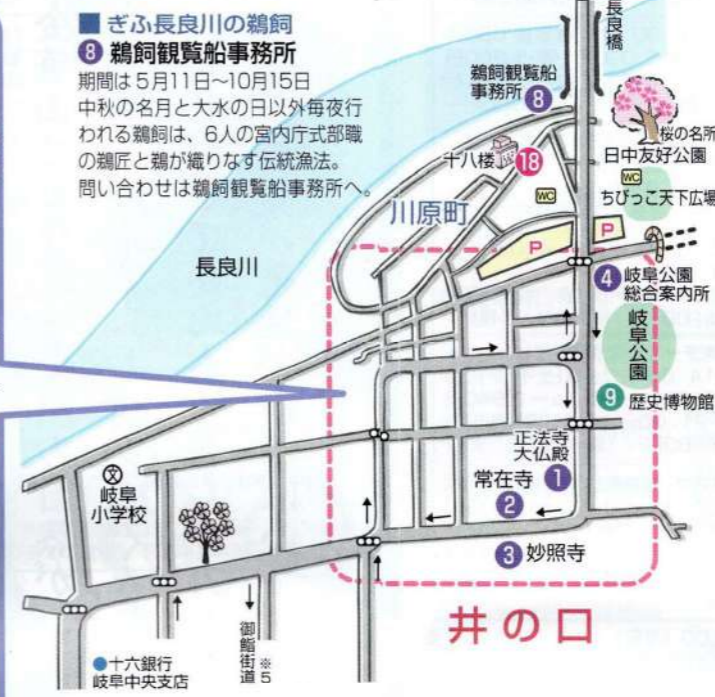 ■ ぎふ長良川の鵜飼
8 鵜飼観覧船事務所
期間は5月11日～10月15日
中秋の名月と大水の日以外毎夜行
われる鵜飼は、6人の宮内庁式部職
の鵜匠と鵜が織りなす伝統漁法。
問い合わせは鵜飼観覧船事務所へ。
長良橋
鵜飼観覧船
事務所 8
桜の名所
日中友好公園
WC
ちびっこ天下広場
十八楼 18
WC
川原町
P
P
長良川
4 岐阜公園
総合案内所
岐阜公園
9 歴史博物館
正法寺
大仏殿 1
常在寺
2
3 妙照寺
文
岐阜
小学校
井の口
御鮨街道
※5
●十六銀行
岐阜中央支店